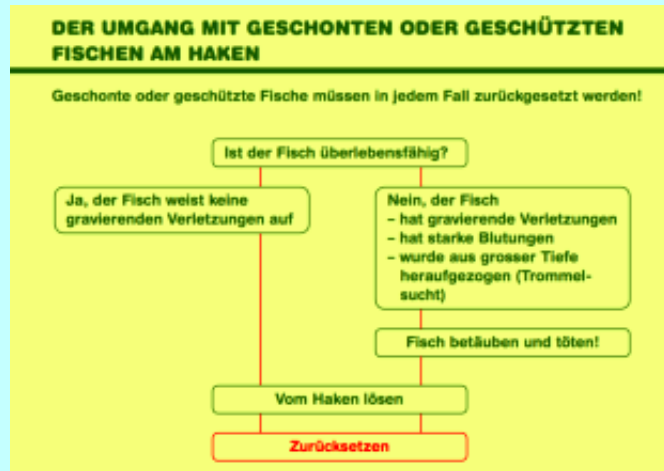 DER UMGANG MIT GESCHONTEN ODER GESCHÜTZTEN
FISCHEN AM HAKEN
Geschonte oder geschützte Fische müssen in jedem Fall zurückgesetzt werden!
Ist der Fisch überlebensfähig?
Ja, der Fisch weist keine
gravierenden Verletzungen auf
Nein, der Fisch
– hat gravierende Verletzungen
– hat starke Blutungen
– wurde aus grosser Tiefe
heraufgezogen (Trommel-
sucht)
Fisch betäuben und töten!
Vom Haken lösen
Zurücksetzen